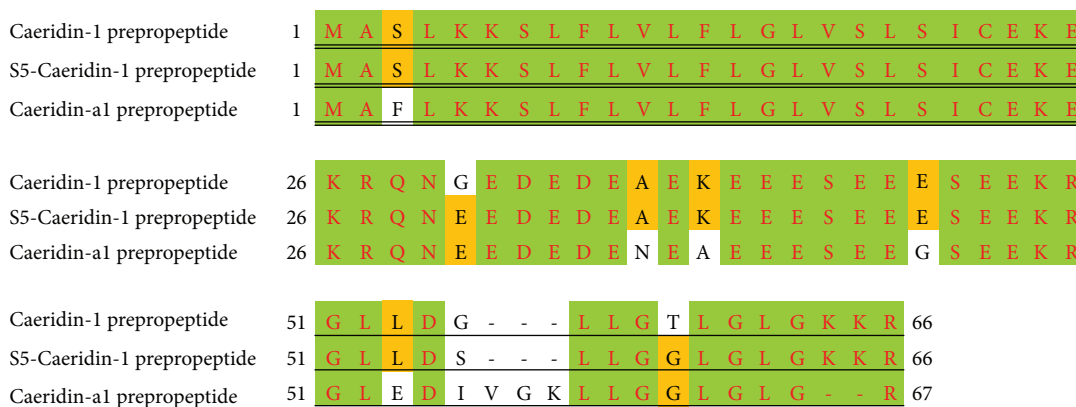 Caeridin-1 prepropeptide 1 M A S L K K S L F L V L F L G L V S L S I C E K E
S5-Caeridin-1 prepropeptide 1 M A S L K K S L F L V L F L G L V S L S I C E K E
Caeridin-a1 prepropeptide 1 M A F L K K S L F L V L F L G L V S L S I C E K E
Caeridin-1 prepropeptide 26 K R Q N G E D E D E A E K E E E S E E E S E E K R
S5-Caeridin-1 prepropeptide 26 K R Q N E E D E D E A E K E E E S E E E S E E K R
Caeridin-a1 prepropeptide 26 K R Q N E E D E D E N E A E E E S E E G S E E K R
Caeridin-1 prepropeptide 51 G L L D G - - - L L G T L G L G K K R 66
S5-Caeridin-1 prepropeptide 51 G L L D S - - - L L G G L G L G K K R 66
Caeridin-a1 prepropeptide 51 G L E D I V G K L L G G L G L G - - R 67